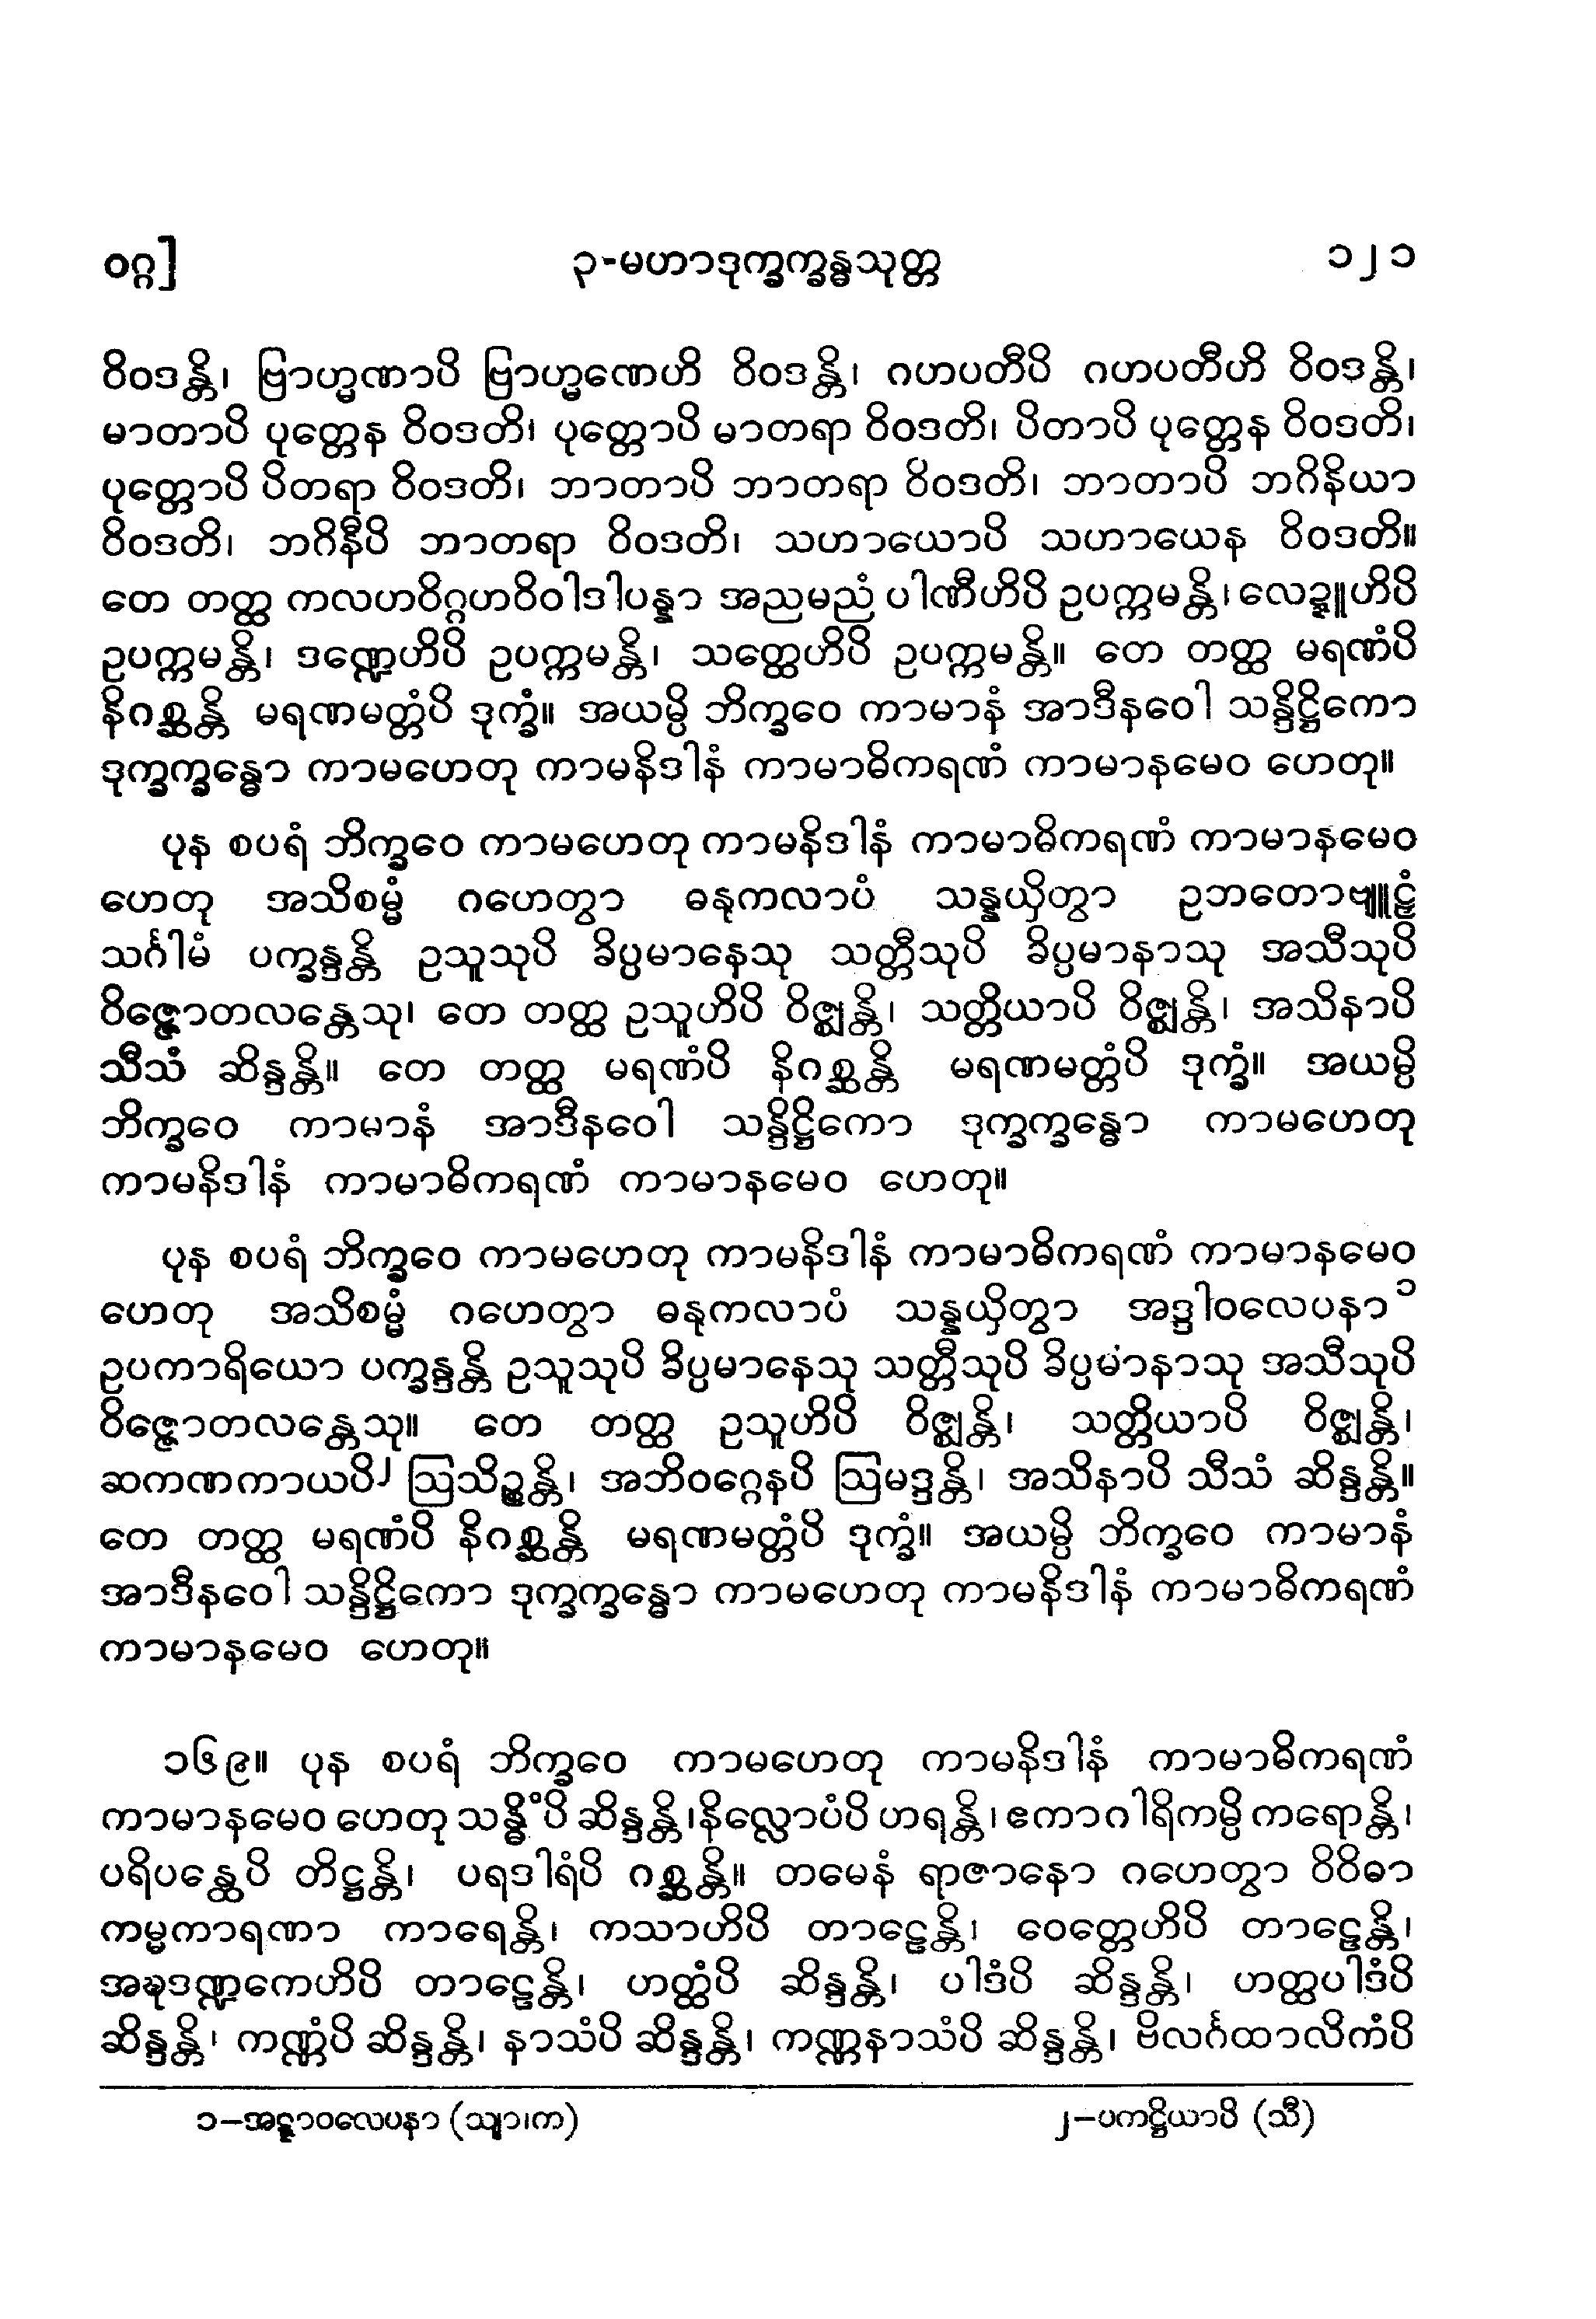 ဝဂ္ဂ] ၃-မဟာဒုက္ခက္ခန္ဓသုတ္တ ၁၂၁
ဝိဝဒန္တိ၊ ဗြာဟ္မဏာပိ ဗြာဟ္မဏေဟိ ဝိဝဒန္တိ၊ ဂဟပတီပိ ဂဟပတီဟိ ဝိဝဒန္တိ၊
မာတာပိ ပုတ္တေန ဝိဝဒတိ၊ ပုတ္တောပိ မာတရာ ဝိဝဒတိ၊ ပိတာပိ ပုတ္တေန ဝိဝဒတိ၊
ပုတ္တောပိ ပိတရာ ဝိဝဒတိ၊ ဘာတာပိ ဘာတရာ ဝိဝဒတိ၊ ဘာတာပိ ဘဂိနိယာ
ဝိဝဒတိ၊ ဘဂိနီပိ ဘာတရာ ဝိဝဒတိ၊ သဟာယောပိ သဟာယေန ဝိဝဒတိ။
တေ တတ္ထ ကလဟဝိဂ္ဂဟဝိဝါဒါပန္နာ အညမညံ ပါဏီဟိပိ ဥပက္ကမန္တိ၊ လေဍ္ဍူဟိပိ
ဥပက္ကမန္တိ၊ ဒဏ္ဍေဟိပိ ဥပက္ကမန္တိ၊ သတ္ထေဟိပိ ဥပက္ကမန္တိ။ တေ တတ္ထ မရဏံပိ
နိဂစ္ဆန္တိ မရဏမတ္တံပိ ဒုက္ခံ။ အယမ္ပိ ဘိက္ခဝေ ကာမာနံ အာဒီနဝေါ သန္ဒိဋ္ဌိကော
ဒုက္ခက္ခန္ဓော ကာမဟေတု ကာမနိဒါနံ ကာမာဓိကရဏံ ကာမာနမေဝ ဟေတု။
ပုန စပရံ ဘိက္ခဝေ ကာမဟေတု ကာမနိဒါနံ ကာမာဓိကရဏံ ကာမာနမေဝ
ဟေတု အသိစမ္မံ ဂဟေတွာ ဓနုကလာပံ သန္နယှိတွာ ဥဘတောဗျူဠှံ
သင်္ဂါမံ ပက္ခန္ဒန္တိ ဥသူသုပိ ခိပ္ပမာနေသု သတ္တီသုပိ ခိပ္ပမာနာသု အသီသုပိ
ဝိဇ္ဇောတလန္တေသု၊ တေ တတ္ထ ဥသူဟိပိ ဝိဇ္ဈန္တိ၊ သတ္တိယာပိ ဝိဇ္ဈန္တိ၊ အသိနာပိ
သီသံ ဆိန္ဒန္တိ။ တေ တတ္ထ မရဏံပိ နိဂစ္ဆန္တိ မရဏမတ္တံပိ ဒုက္ခံ။ အယမ္ပိ
ဘိက္ခဝေ ကာမာနံ အာဒီနဝေါ သန္ဒိဋ္ဌိကော ဒုက္ခက္ခန္ဓော ကာမဟေတု
ကာမနိဒါနံ ကာမာဓိကရဏံ ကာမာနမေဝ ဟေတု။
ပုန စပရံ ဘိက္ခဝေ ကာမဟေတု ကာမနိဒါနံ ကာမာဓိကရဏံ ကာမာနမေဝ
ဟေတု အသိစမ္မံ ဂဟေတွာ ဓနုကလာပံ သန္နယှိတွာ အဒ္ဒါဝလေပနာ ၁
ဥပကာရိယော ပက္ခန္ဒန္တိ ဥသူသုပိ ခိပ္ပမာနေသု သတ္တီသုပိ ခိပ္ပမာနာသု အသီသုပိ
ဝိဇ္ဇောတလန္တေသု။ တေ တတ္ထ ဥသူဟိပိ ဝိဇ္ဈန္တိ၊ သတ္တိယာပိ ဝိဇ္ဈန္တိ၊
ဆကဏကာယပိ ၂ ဩသိဉ္စန္တိ၊ အဘိဝဂ္ဂေနပိ ဩမဒ္ဒန္တိ၊ အသိနာပိ သီသံ ဆိန္ဒန္တိ။
တေ တတ္ထ မရဏံပိ နိဂစ္ဆန္တိ မရဏမတ္တံပိ ဒုက္ခံ။ အယမ္ပိ ဘိက္ခဝေ ကာမာနံ
အာဒီနဝေါ သန္ဒိဋ္ဌိကော ဒုက္ခက္ခန္ဓော ကာမဟေတု ကာမနိဒါနံ ကာမာဓိကရဏံ
ကာမာနမေဝ ဟေတု။
၁၆၉။ ပုန စပရံ ဘိက္ခဝေ ကာမဟေတု ကာမနိဒါနံ ကာမာဓိကရဏံ
ကာမာနမေဝ ဟေတု သန္ဓိံပိ ဆိန္ဒန္တိ၊ နိလ္လောပံပိ ဟရန္တိ၊ ဧကာဂါရိကမ္ပိ ကရောန္တိ၊
ပရိပန္ထေပိ တိဋ္ဌန္တိ၊ ပရဒါရံပိ ဂစ္ဆန္တိ။ တမေနံ ရာဇာနော ဂဟေတွာ ဝိဝိဓာ
ကမ္မကာရဏာ ကာရေန္တိ၊ ကသာဟိပိ တာဠေန္တိ၊ ဝေတ္တေဟိပိ တာဠေန္တိ၊
အဍ္ဎဒဏ္ဍကေဟိပိ တာဠေန္တိ၊ ဟတ္ထံပိ ဆိန္ဒန္တိ၊ ပါဒံပိ ဆိန္ဒန္တိ၊ ဟတ္ထပါဒံပိ
ဆိန္ဒန္တိ၊ ကဏ္ဏံပိ ဆိန္ဒန္တိ၊ နာသံပိ ဆိန္ဒန္တိ၊ ကဏ္ဏနာသံပိ ဆိန္ဒန္တိ၊ ဗိလင်္ဂထာလိကံပိ
၁–အဋ္ဋာဝလေပနာ (သျာ၊က) ၂–ပကဋ္ဌိယာပိ (သီ)